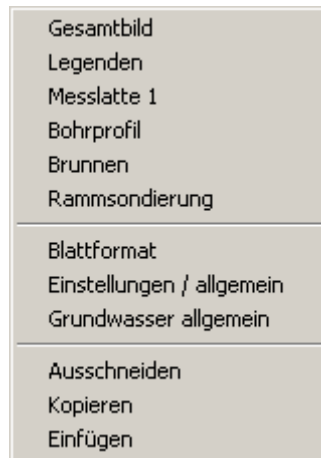 Gesamtbild
Legenden
Messlatte 1
Bohrprofil
Brunnen
Rammsondierung
Blattformat
Einstellungen / allgemein
Grundwasser allgemein
Ausschneiden
Kopieren
Einfügen